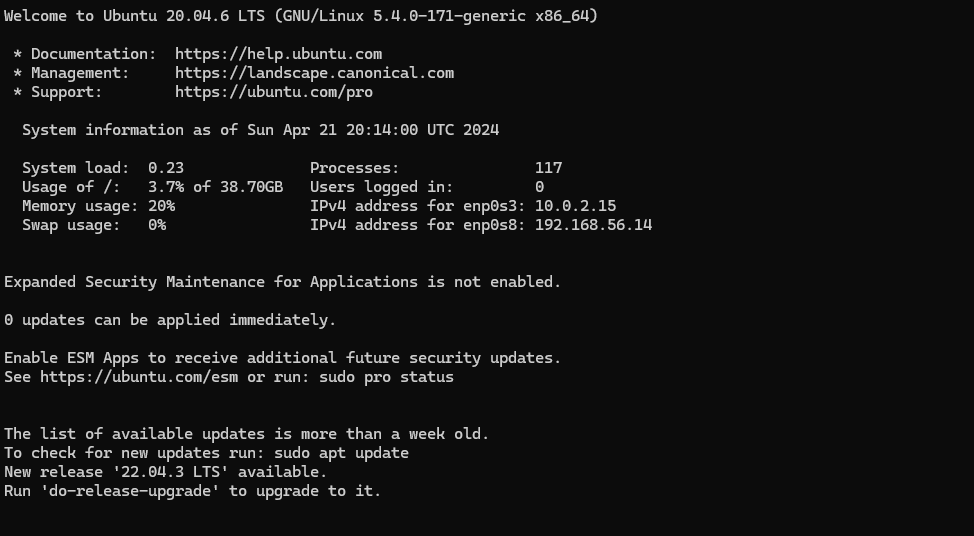 Welcome to Ubuntu 20.04.6 LTS (GNU/Linux 5.4.0-171-generic x86_64)
* Documentation:  https://help.ubuntu.com
* Management:     https://landscape.canonical.com
* Support:        https://ubuntu.com/pro
System information as of Sun Apr 21 20:14:00 UTC 2024
System load:  0.23              Processes:               117
Usage of /:   3.7% of 38.70GB   Users logged in:         0
Memory usage: 20%               IPv4 address for enp0s3: 10.0.2.15
Swap usage:   0%                IPv4 address for enp0s8: 192.168.56.14
Expanded Security Maintenance for Applications is not enabled.
0 updates can be applied immediately.
Enable ESM Apps to receive additional future security updates.
See https://ubuntu.com/esm or run: sudo pro status
The list of available updates is more than a week old.
To check for new updates run: sudo apt update
New release '22.04.3 LTS' available.
Run 'do-release-upgrade' to upgrade to it.